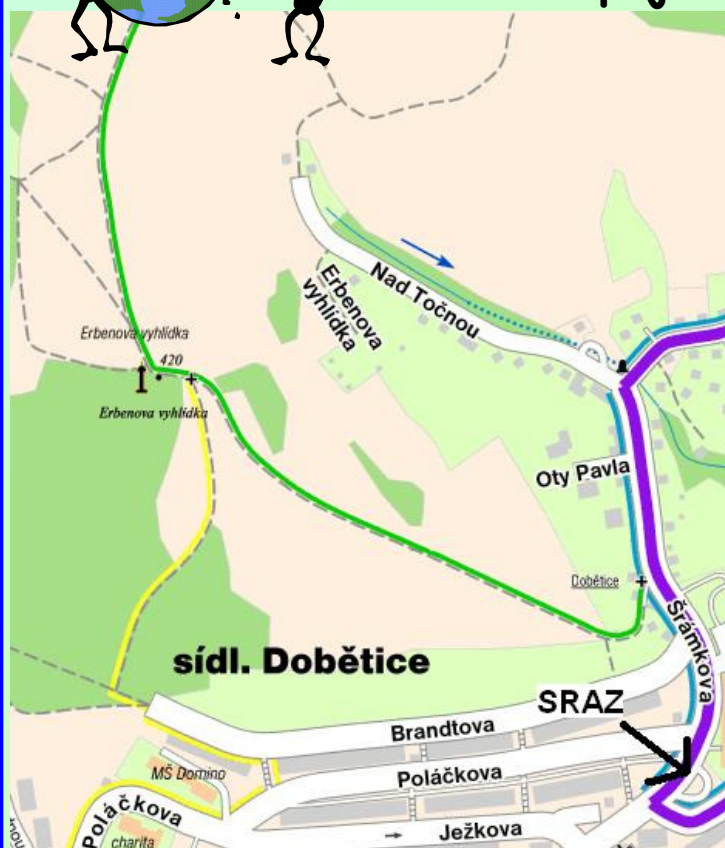 Erbenova vyhlídka
420
Erbenova vyhlídka
Erbenova
vyhlídka
Nad Točnou
Oty Pavla
Dobětice
Šrámkova
sídl. Dobětice
SRAZ
Brandtova
MŠ Domino
Poláčkova
Poláčkova
Ježkova
charita